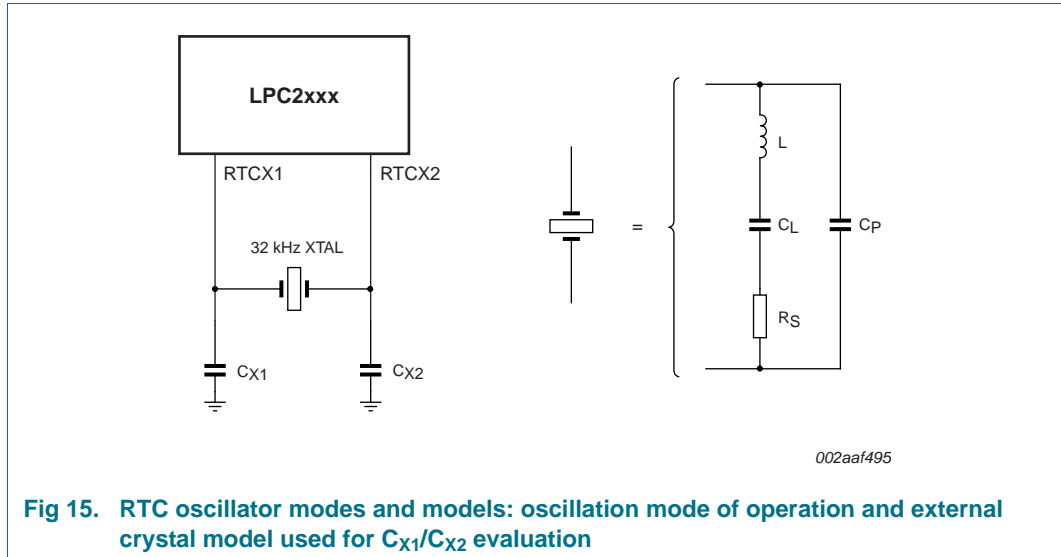 LPC2xxx
RTCX1
RTCX2
32 kHz XTAL
CX1
CX2
=
L
CL
CP
RS
002aaf495
Fig 15. RTC oscillator modes and models: oscillation mode of operation and external
crystal model used for CX1/CX2 evaluation